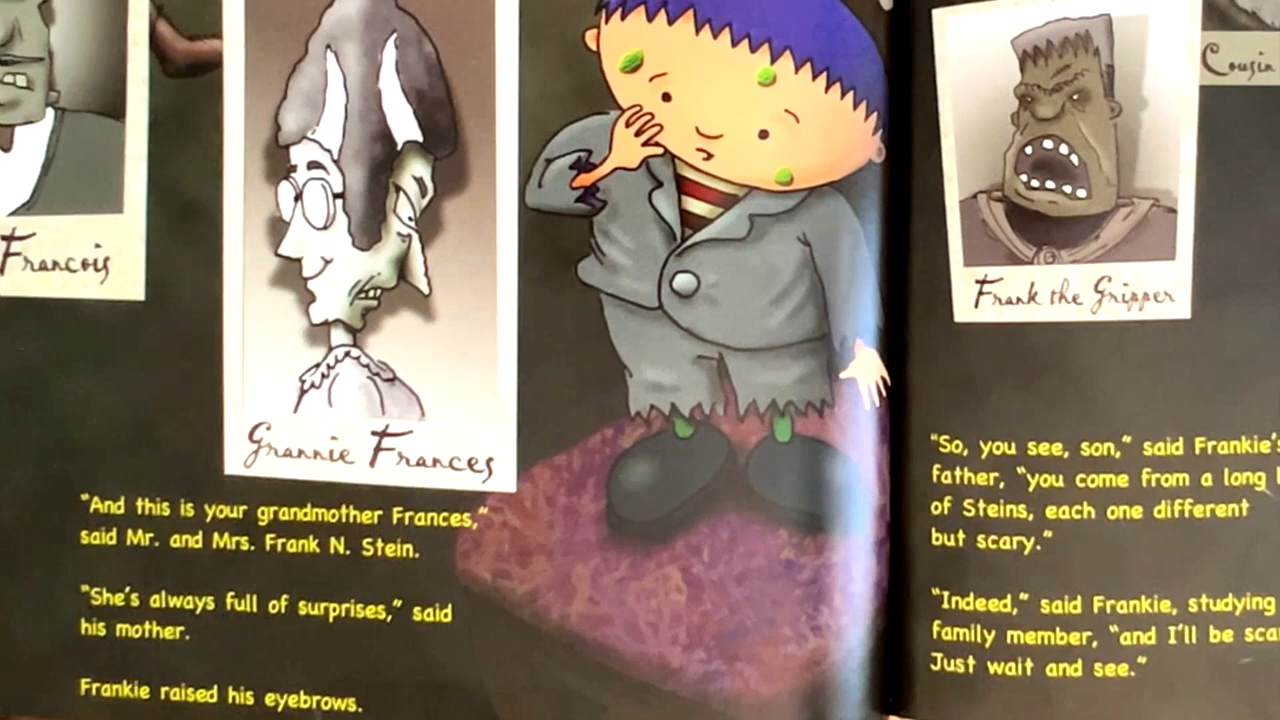 Francois
Grannie Frances
"And this is your grandmother Frances,"
said Mr. and Mrs. Frank N. Stein.
"She's always full of surprises," said
his mother.
Frankie raised his eyebrows.
Cousin
Frank the Gripper
"So, you see, son," said Frankie's
father, "you come from a long
of Steins, each one different
but scary."
"Indeed," said Frankie, studying
family member, "and I'll be
Just wait and see."